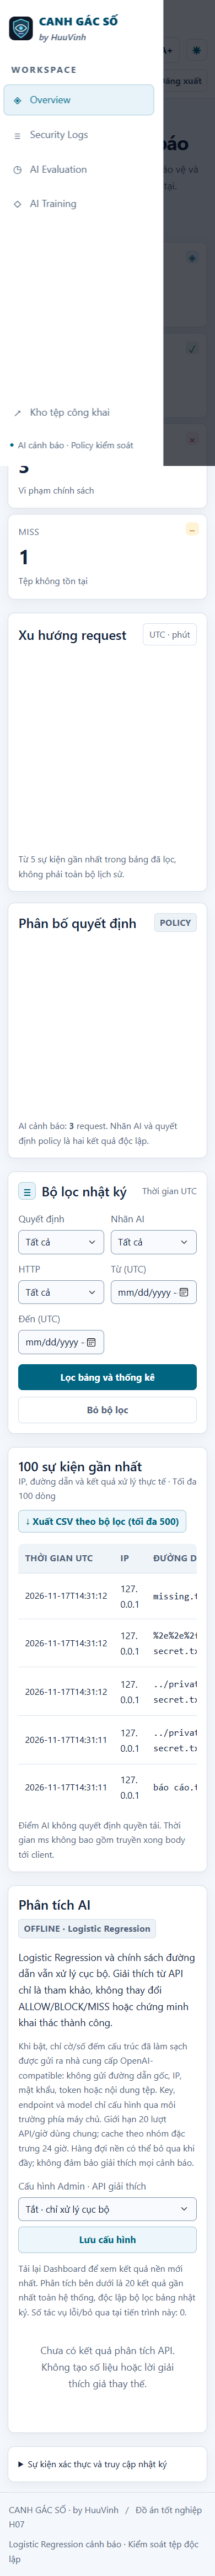 CANH GÁC SỐ
by HuuVinh
WORKSPACE
Overview
Security Logs
AI Evaluation
AI Training
Kho tệp công khai
AI cảnh báo · Policy kiểm soát
A+
xuất
báo
bảo vệ và
tại.
3
Vi phạm chính sách
MISS
1
Tệp không tồn tại
Xu hướng request
UTC · phút
Từ 5 sự kiện gần nhất trong bảng đã lọc,
không phải toàn bộ lịch sử.
Phân bố quyết định
POLICY
AI cảnh báo: 3 request. Nhãn AI và quyết
định policy là hai kết quả độc lập.
Bộ lọc nhật ký
Thời gian UTC
Quyết định
Nhãn AI
Tất cả
Tất cả
HTTP
Từ (UTC)
Tất cả
mm/dd/yyyy -
Đến (UTC)
mm/dd/yyyy -
Lọc bảng và thống kê
Bỏ bộ lọc
100 sự kiện gần nhất
IP, đường dẫn và kết quả xử lý thực tế · Tối đa
100 dòng
↓ Xuất CSV theo bộ lọc (tối đa 500)
THỜI GIAN UTC
IP
ĐƯỜNG D
2026-11-17T14:31:12
127.
0.0.1
missing.t
2026-11-17T14:31:12
127.
0.0.1
%2e%2e%2f
secret.tx
2026-11-17T14:31:12
127.
0.0.1
../privat
secret.tx
2026-11-17T14:31:11
127.
0.0.1
../privat
secret.tx
2026-11-17T14:31:11
127.
0.0.1
báo cáo.t
Điểm AI không quyết định quyền tải. Thời
gian ms không bao gồm truyền xong body
tới client.
Phân tích AI
OFFLINE · Logistic Regression
Logistic Regression và chính sách đường
dẫn vẫn xử lý cục bộ. Giải thích từ API
chỉ là tham khảo, không thay đổi
ALLOW/BLOCK/MISS hoặc chứng minh
khai thác thành công.
Khi bật, chỉ cờ/số đếm cấu trúc đã làm sạch
được gửi ra nhà cung cấp OpenAI-
compatible: không gửi đường dẫn gốc, IP,
mật khẩu, token hoặc nội dung tệp. Key,
endpoint và model chỉ cấu hình qua môi
trường phía máy chủ. Giới hạn 20 lượt
API/giờ dùng chung; cache theo nhóm đặc
trưng 24 giờ. Hàng đợi nền có thể bỏ qua khi
đầy; không đảm bảo giải thích mọi cảnh báo.
Cấu hình Admin · API giải thích
Tắt · chỉ xử lý cục bộ
Lưu cấu hình
Tải lại Dashboard để xem kết quả nền mới
nhất. Phân tích bên dưới là 20 kết quả gần
nhất toàn hệ thống, độc lập bộ lọc bảng nhật
ký. Số tác vụ lỗi/bỏ qua tại tiến trình này: 0.
Chưa có kết quả phân tích API.
Không tạo số liệu hoặc lời giải
thích giả thay thế.
Sự kiện xác thực và truy cập nhật ký
CANH GÁC SỐ · by HuuVinh / Đồ án tốt nghiệp
H07
Logistic Regression cảnh báo · Kiểm soát tệp độc
lập